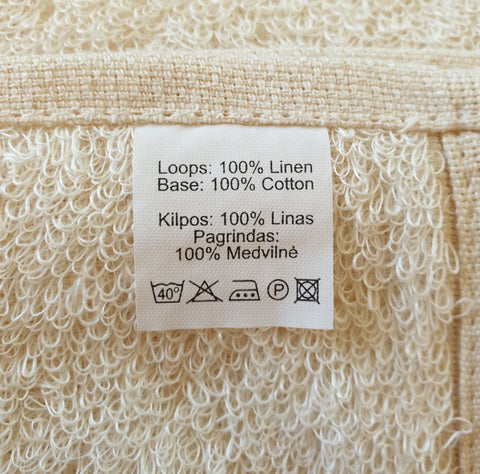 Loops: 100% Linen
Base: 100% Cotton
Kilpos: 100% Linas
Pagrindas:
100% Medvilnė
40° P